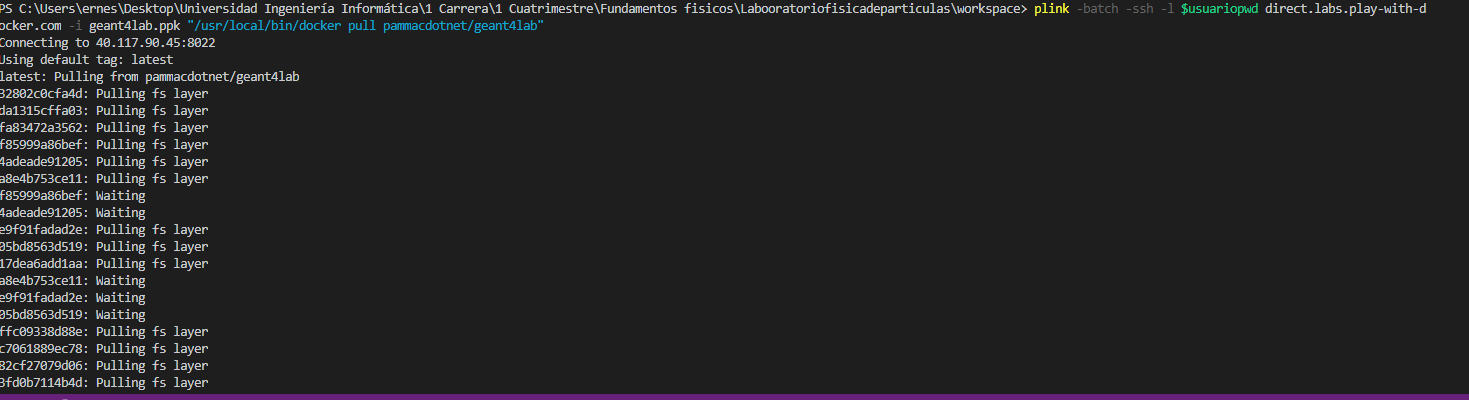 PS C:\Users\ernes\Desktop\Universidad Ingeniería Informática\1 Carrera\1 Cuatrimestre\Fundamentos fisicos\Labooratoriofisicadeparticulas\workspace> plink -batch -ssh -l $usuariopwd direct.labs.play-with-d
ocker.com -i geant4lab.ppk "/usr/local/bin/docker pull pammacdotnet/geant4lab"
Connecting to 40.117.90.45:8022
Using default tag: latest
latest: Pulling from pammacdotnet/geant4lab
32802c0cfa4d: Pulling fs layer
da1315cffa03: Pulling fs layer
fa83472a3562: Pulling fs layer
f85999a86bef: Pulling fs layer
4adeade91205: Pulling fs layer
a8e4b753ce11: Pulling fs layer
f85999a86bef: Waiting
4adeade91205: Waiting
e9f91fadad2e: Pulling fs layer
05bd8563d519: Pulling fs layer
17dea6add1aa: Pulling fs layer
a8e4b753ce11: Waiting
e9f91fadad2e: Waiting
05bd8563d519: Waiting
ffc09338d88e: Pulling fs layer
c7061889ec78: Pulling fs layer
82cf27079d06: Pulling fs layer
3fd0b7114b4d: Pulling fs layer